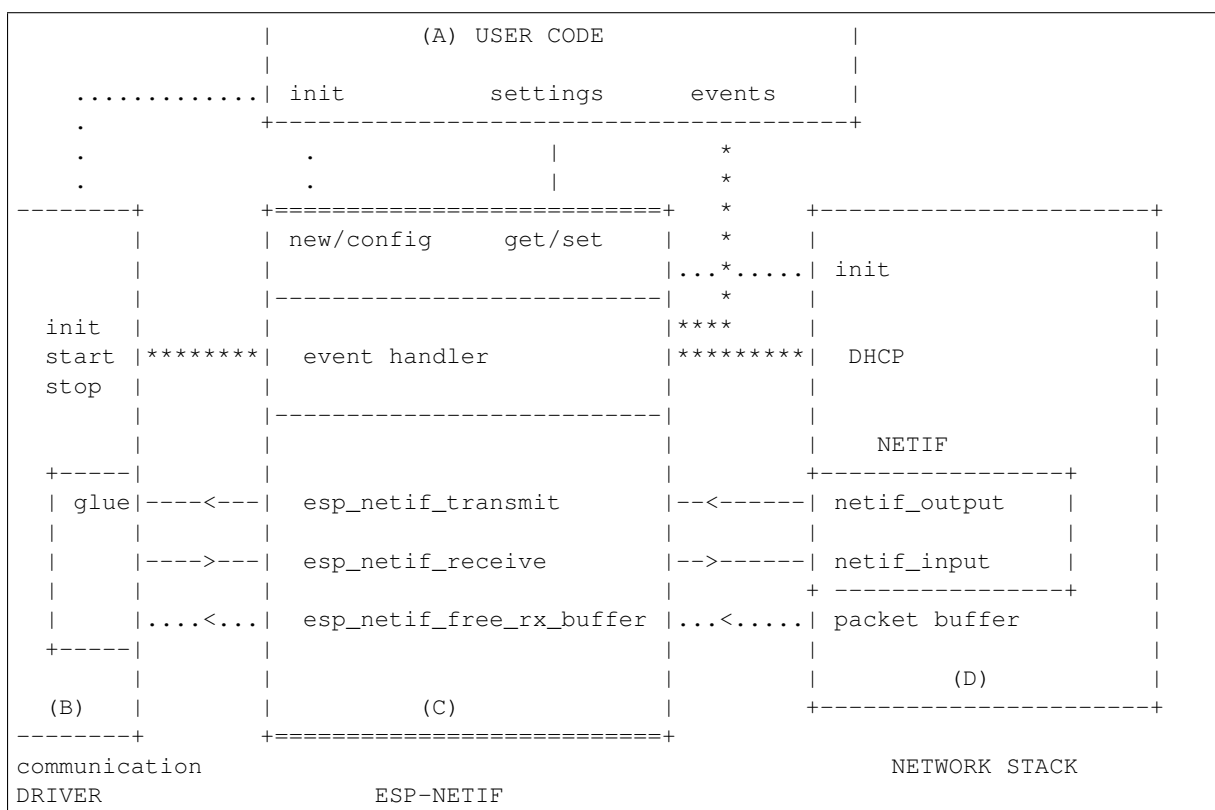 |          (A) USER CODE                 |
|                                        |
.............| init          settings      events     |
.            +----------------------------------------+
.                .                |           *
.                .                |           *
--------+        +===========================+   *     +-----------------------+
|        | new/config     get/set    |   *     |                       |
|        |                           |...*.....| init                  |
|        |---------------------------|   *     |                       |
init   |        |                           |****     |                       |
start  |********|  event handler            |*********|  DHCP                 |
stop   |        |                           |         |                       |
|        |---------------------------|         |                       |
|        |                           |         |    NETIF              |
+-----|        |                           |         +-----------------+     |
| glue|----<---|  esp_netif_transmit       |--<------| netif_output    |     |
|     |        |                           |         |                 |     |
|     |---->---|  esp_netif_receive        |-->------| netif_input     |     |
|     |        |                           |         + ----------------+     |
|     |....<...|  esp_netif_free_rx_buffer |...<.....| packet buffer         |
+-----|        |                           |         |                       |
|        |                           |         |         (D)           |
(B)   |        |          (C)              |         +-----------------------+
--------+        +===========================+
communication                                                NETWORK STACK
DRIVER                   ESP-NETIF